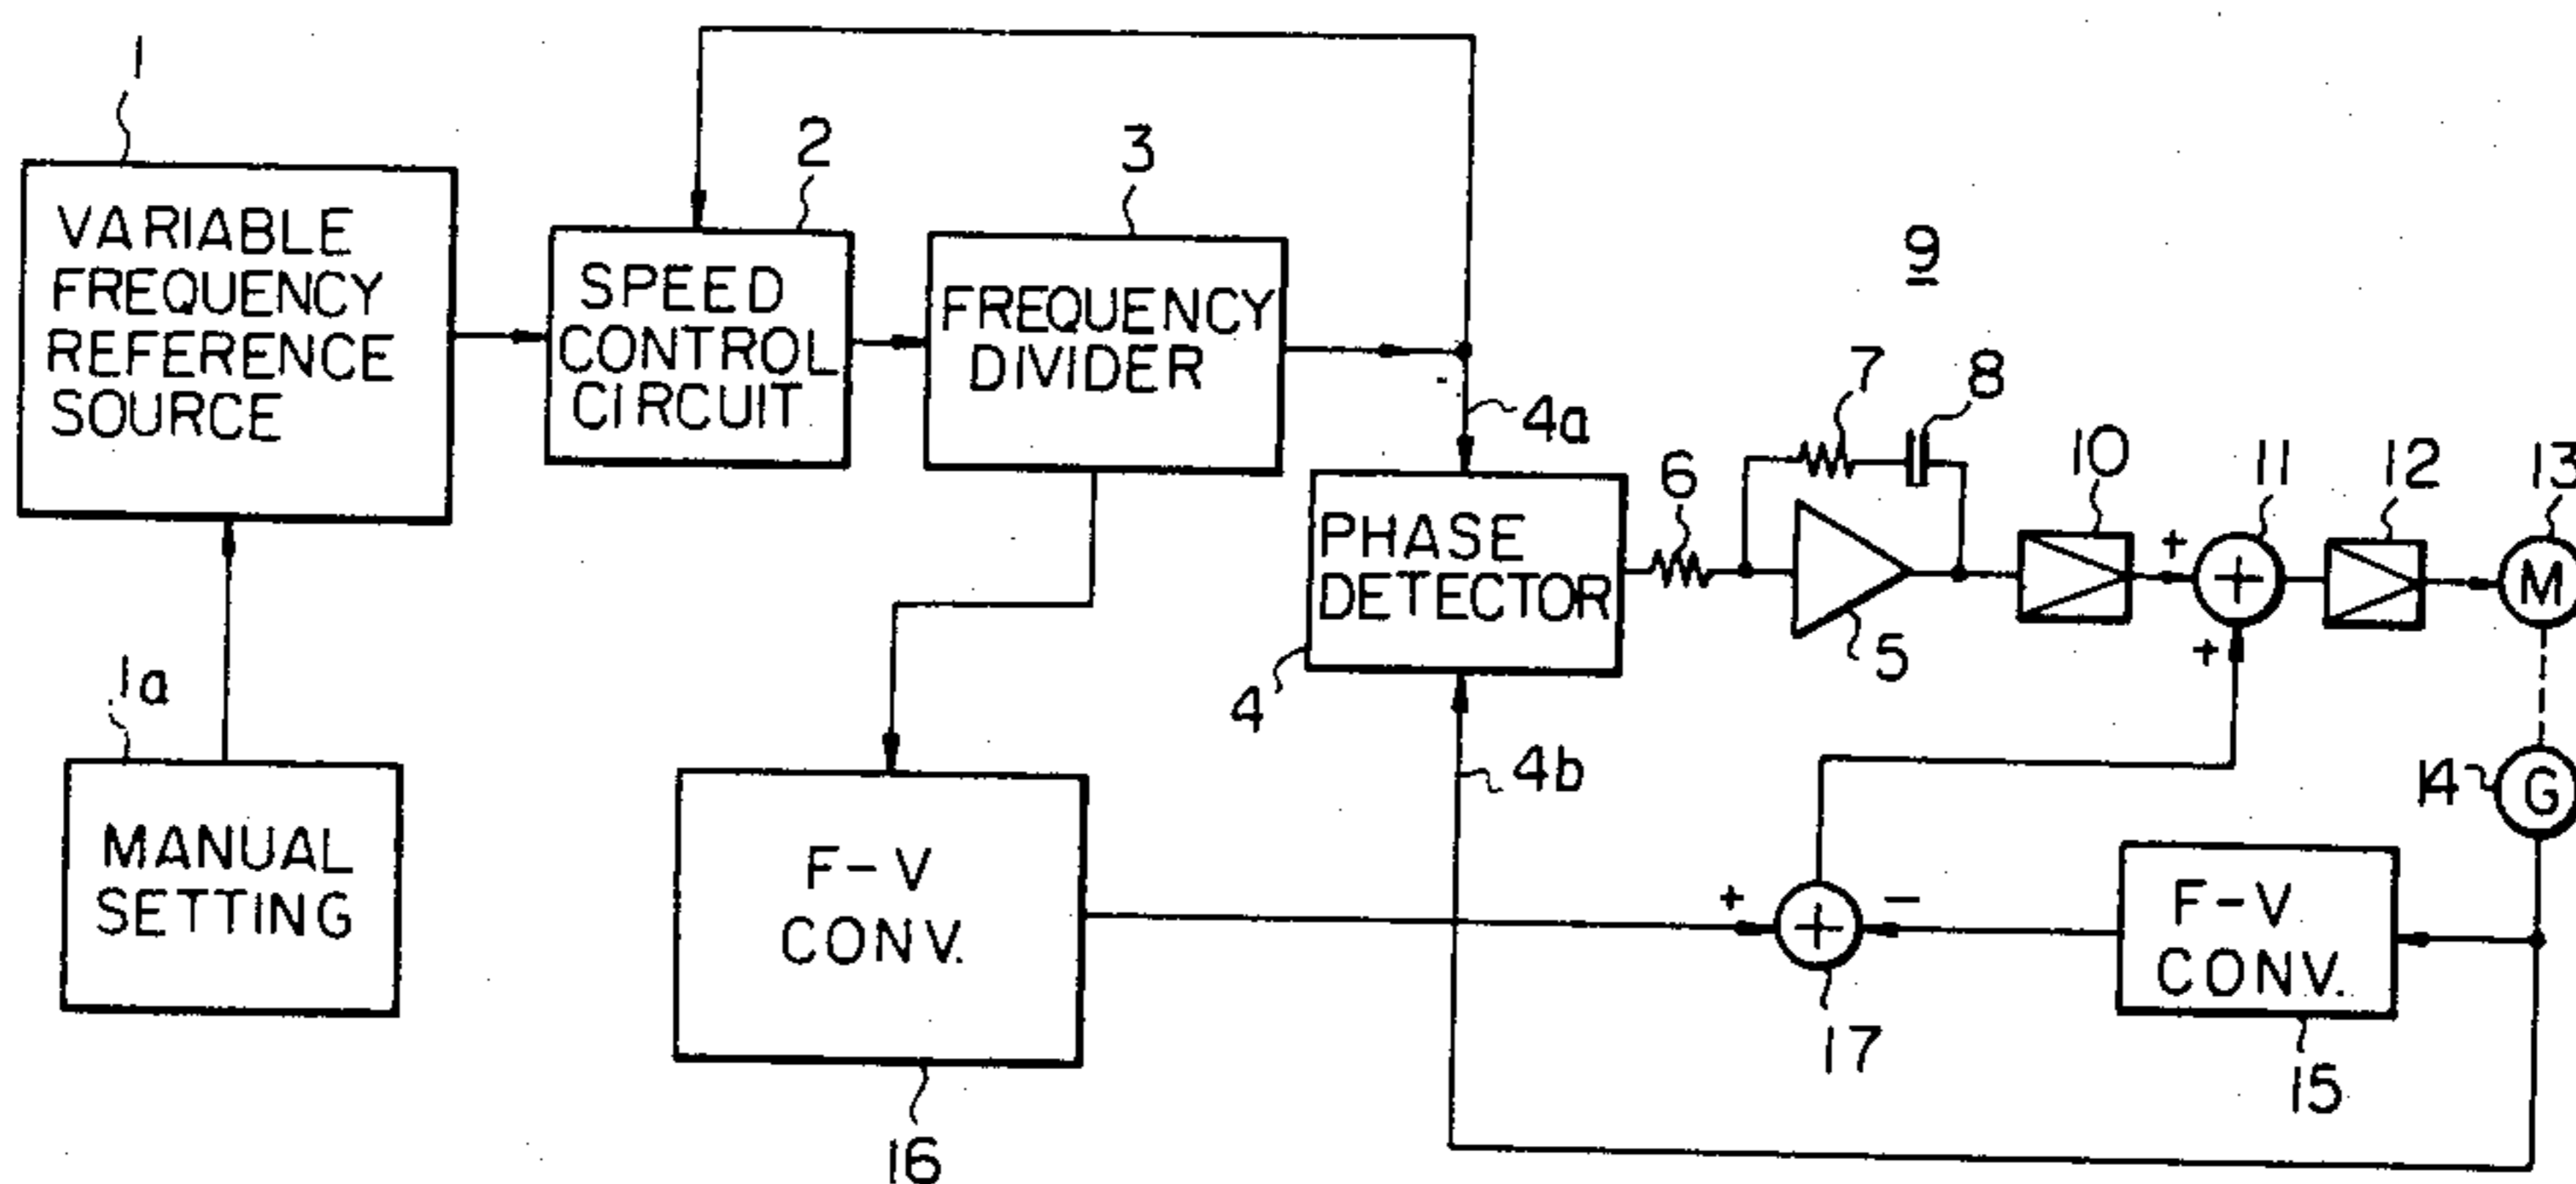 1
VARIABLE
FREQUENCY
REFERENCE
SOURCE
2
SPEED
CONTROL
CIRCUIT
3
FREQUENCY
DIVIDER
9
4a
7
8
6
5
10
11
12
13
+
+
+
M
PHASE
DETECTOR
4
4b
1a
MANUAL
SETTING
F-V
CONV.
16
+
+
−
17
F-V
CONV.
15
14
G